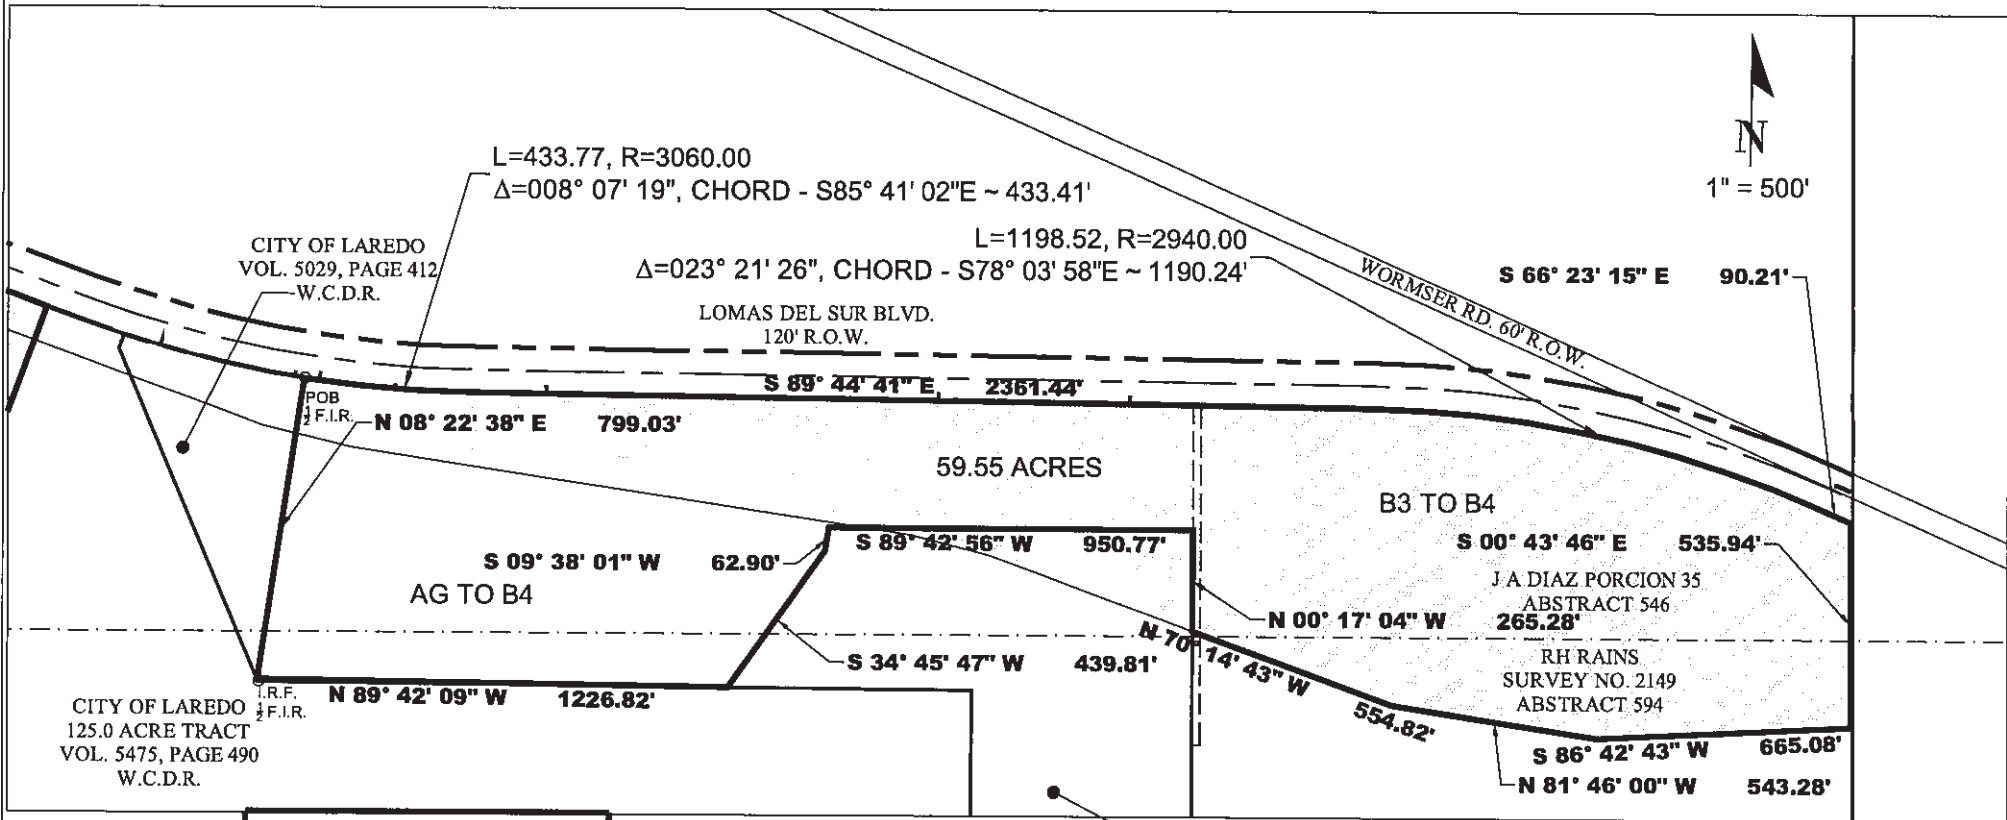 N
1" = 500'
L=433.77, R=3060.00
Δ=008° 07' 19", CHORD - S85° 41' 02"E ~ 433.41'
CITY OF LAREDO
VOL. 5029, PAGE 412
W.C.D.R.
L=1198.52, R=2940.00
Δ=023° 21' 26", CHORD - S78° 03' 58"E ~ 1190.24'
LOMAS DEL SUR BLVD.
120' R.O.W.
WORMSER RD. 60' R.O.W.
S 66° 23' 15" E 90.21'
S 89° 44' 41" E 2361.44'
POB
½ F.I.R.
N 08° 22' 38" E 799.03'
59.55 ACRES
B3 TO B4
S 89° 42' 56" W 950.77'
S 00° 43' 46" E 535.94'
S 09° 38' 01" W 62.90'
AG TO B4
J A DIAZ PORCION 35
ABSTRACT 546
N 00° 17' 04" W 265.28'
N 70° 14' 43" W 554.82'
S 34° 45' 47" W 439.81'
RH RAINS
SURVEY NO. 2149
ABSTRACT 594
I.R.F.
½ F.I.R.
N 89° 42' 09" W 1226.82'
CITY OF LAREDO
125.0 ACRE TRACT
VOL. 5475, PAGE 490
W.C.D.R.
S 86° 42' 43" W 665.08'
N 81° 46' 00" W 543.28'